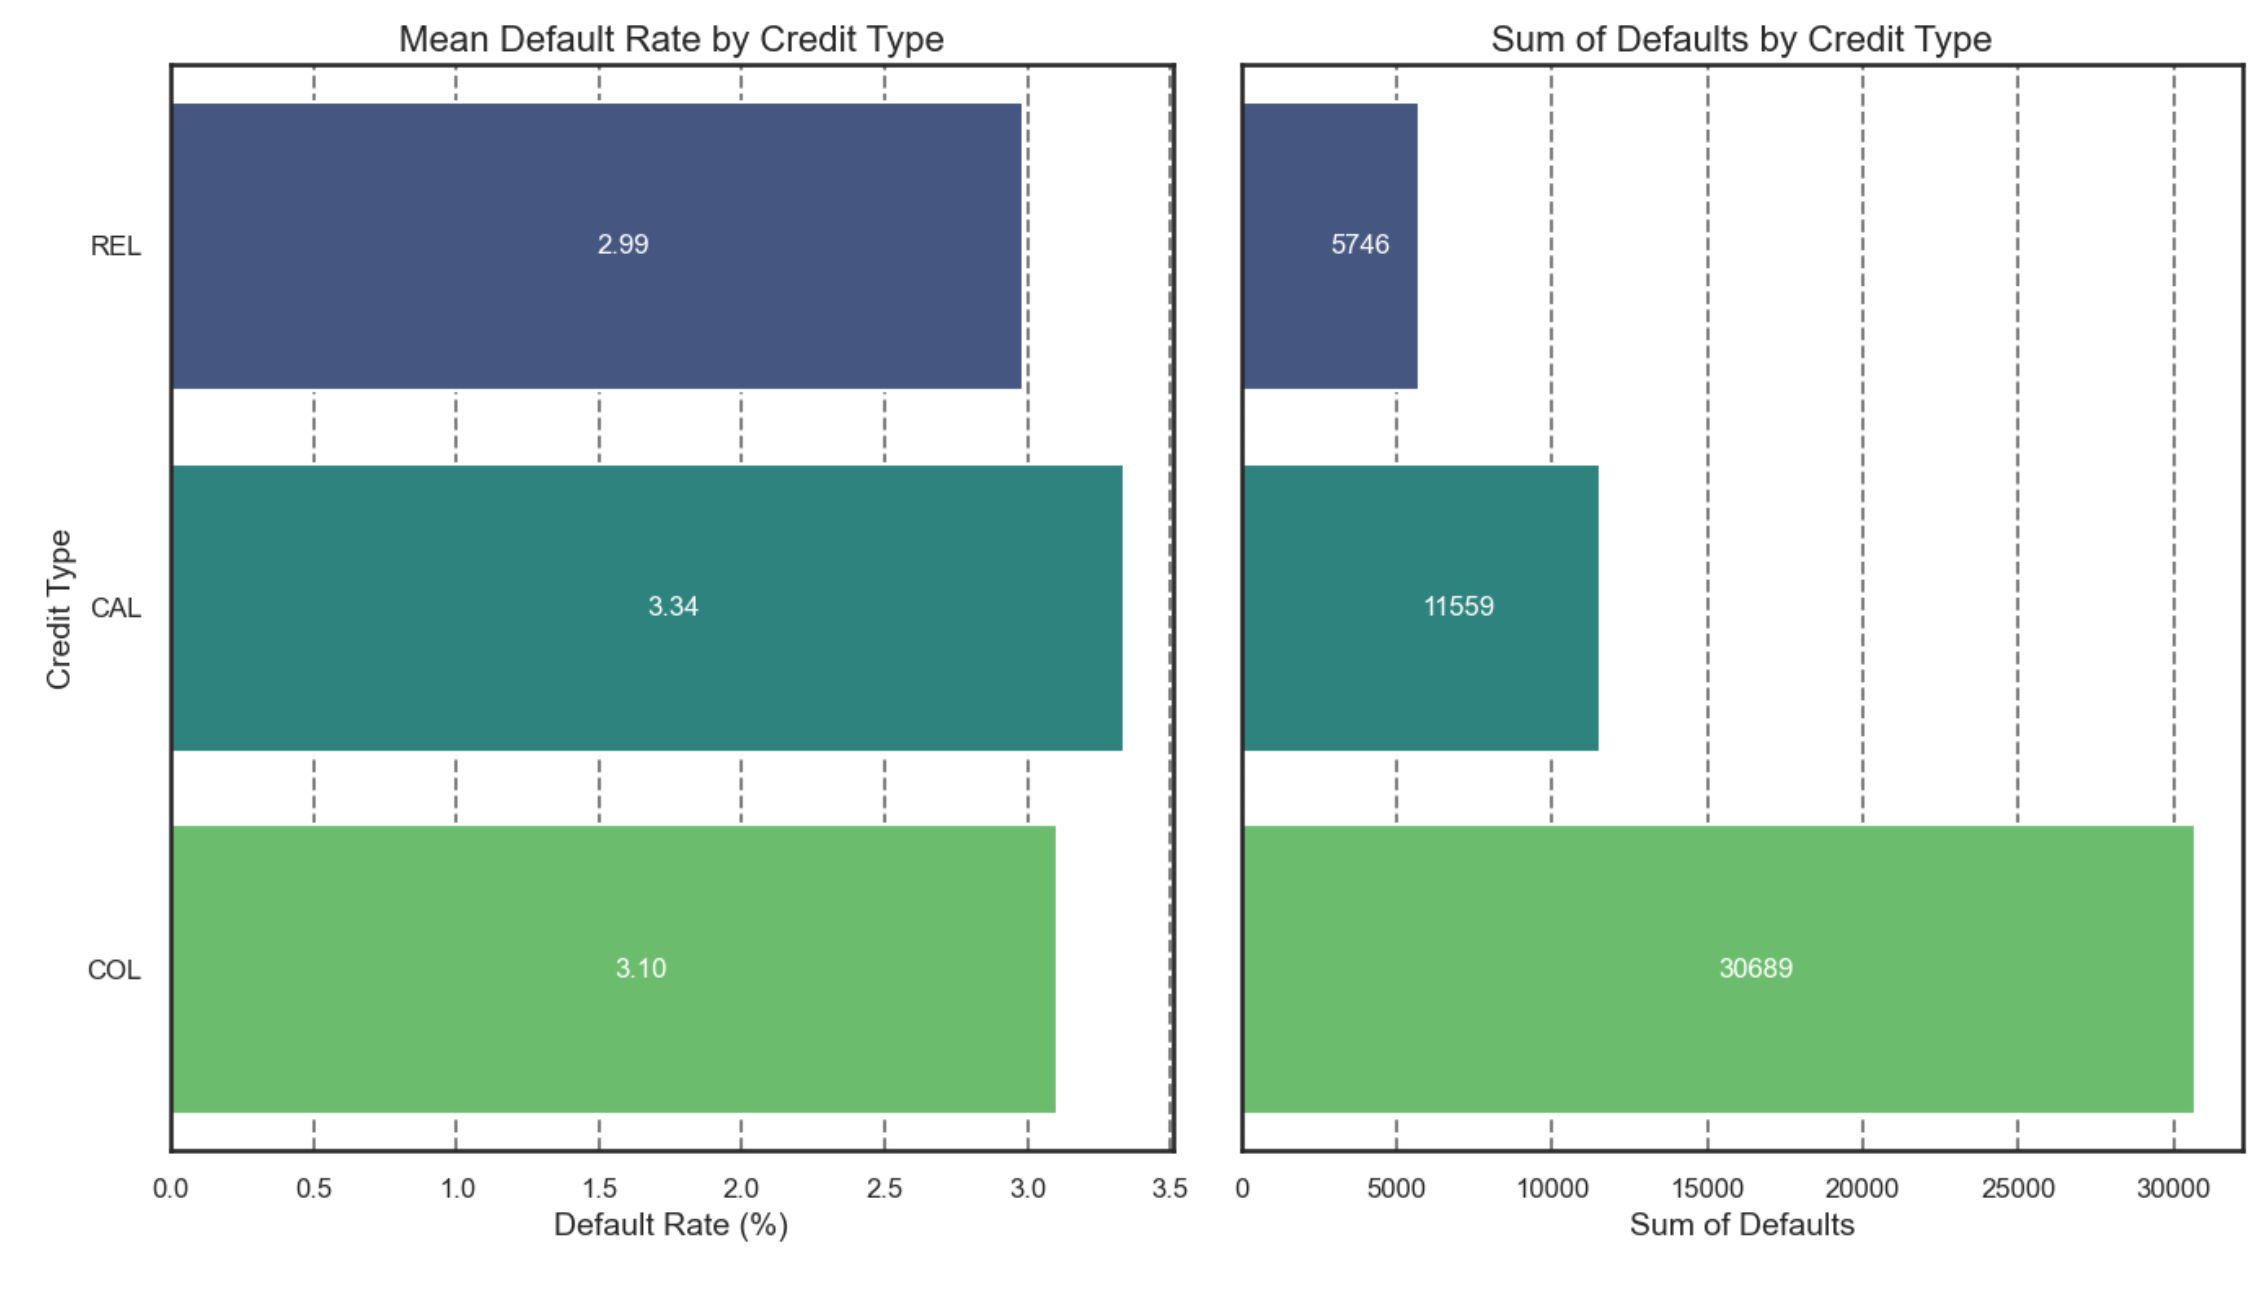 Mean Default Rate by Credit Type
Credit Type
REL
2.99
CAL
3.34
COL
3.10
0.0 0.5 1.0 1.5 2.0 2.5 3.0 3.5
Default Rate (%)
Sum of Defaults by Credit Type
5746
11559
30689
0 5000 10000 15000 20000 25000 30000
Sum of Defaults